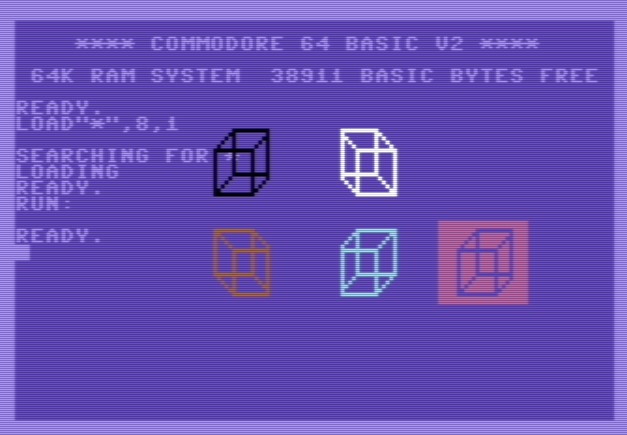 **** COMMODORE 64 BASIC V2 ****
64K RAM SYSTEM 38911 BASIC BYTES FREE
READY.
LOAD"*",8,1
SEARCHING FOR *
LOADING
READY.
RUN:
READY.